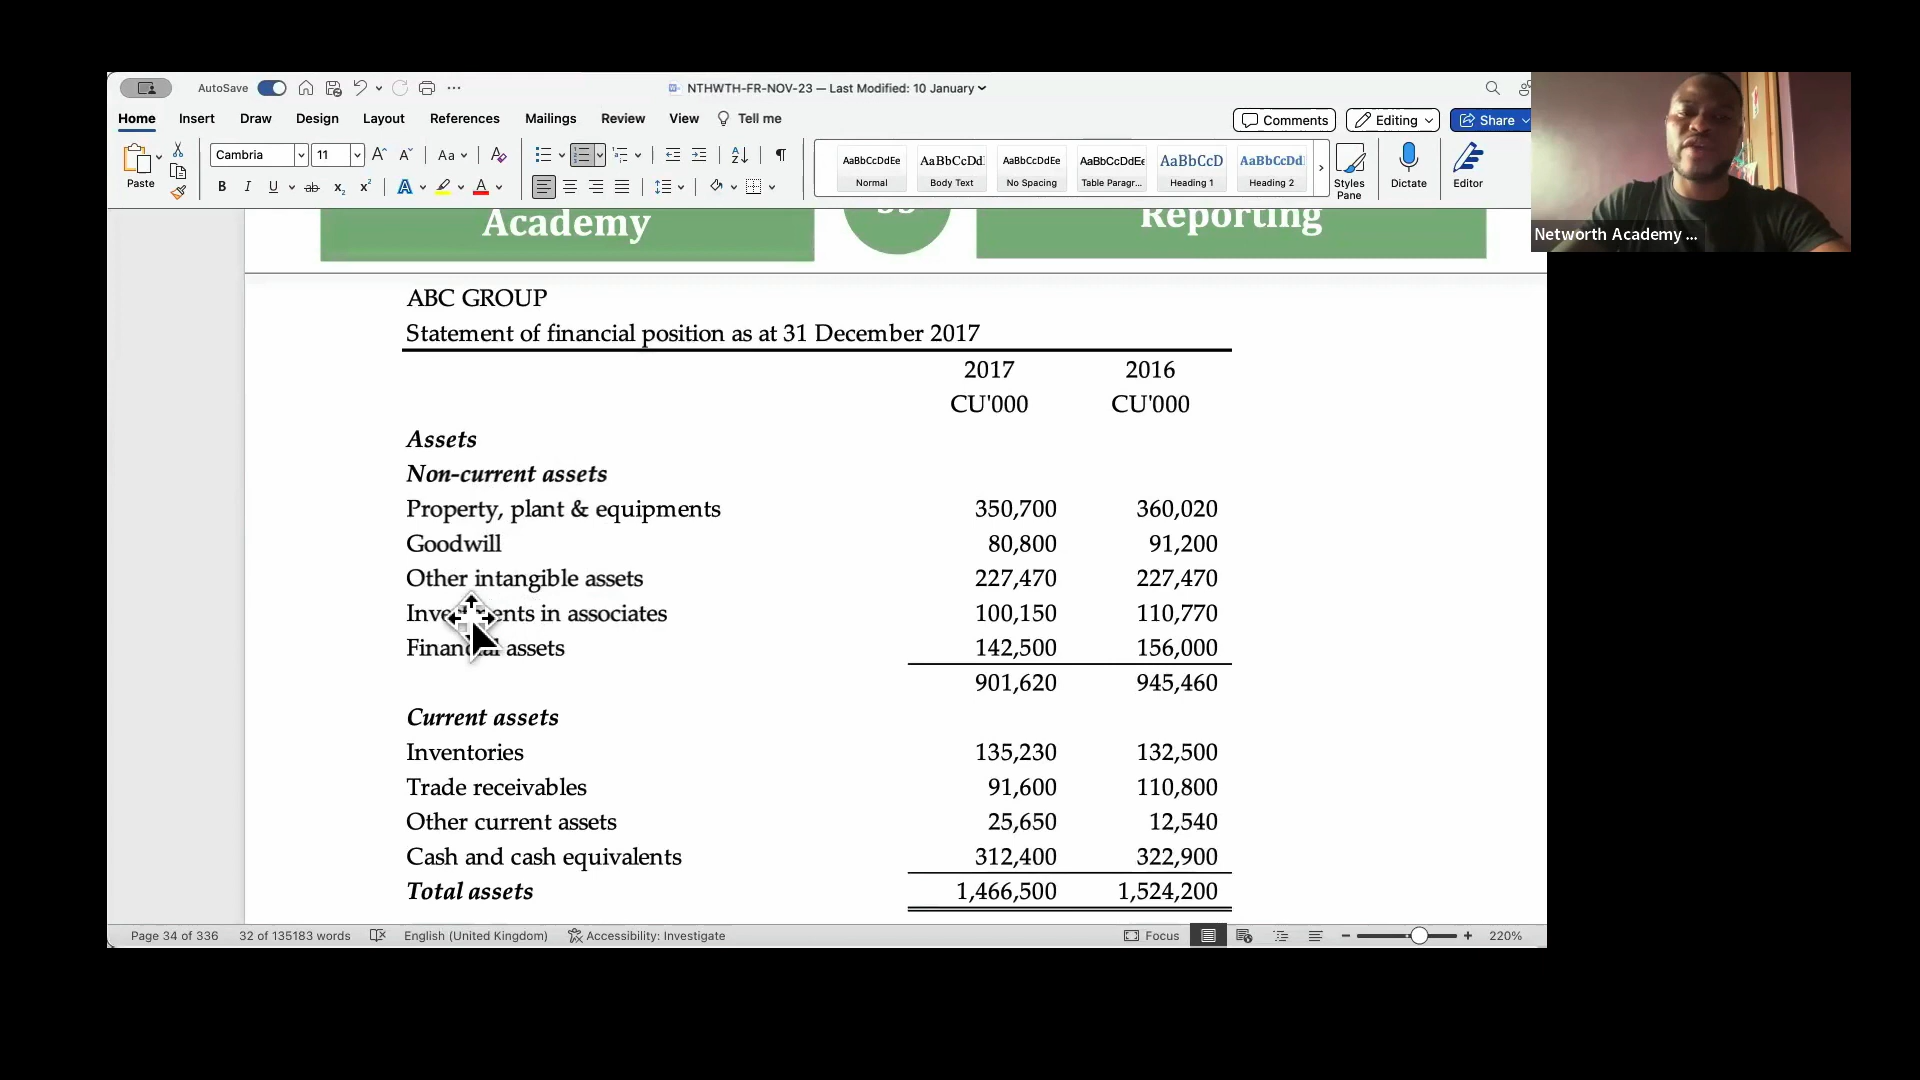 AutoSave
NTHWTH-FR-NOV-23 — Last Modified: 10 January
Home Insert Draw Design Layout References Mailings Review View Tell me
Comments Editing Share
Paste
Cambria 11
Aa
B I U ab x₂ x² A A
AaBbCcDdEe Normal
AaBbCcDd Body Text
AaBbCcDdEe No Spacing
AaBbCcDdEe Table Paragr...
AaBbCcD Heading 1
AaBbCcDd Heading 2
Styles Pane
Dictate
Editor
Networth Academy ...
Academy Reporting
ABC GROUP
Statement of financial position as at 31 December 2017
2017 2016
CU'000 CU'000
Assets
Non-current assets
Property, plant & equipments 350,700 360,020
Goodwill 80,800 91,200
Other intangible assets 227,470 227,470
Investments in associates 100,150 110,770
Financial assets 142,500 156,000
901,620 945,460
Current assets
Inventories 135,230 132,500
Trade receivables 91,600 110,800
Other current assets 25,650 12,540
Cash and cash equivalents 312,400 322,900
Total assets 1,466,500 1,524,200
Page 34 of 336 32 of 135183 words English (United Kingdom) Accessibility: Investigate Focus 220%